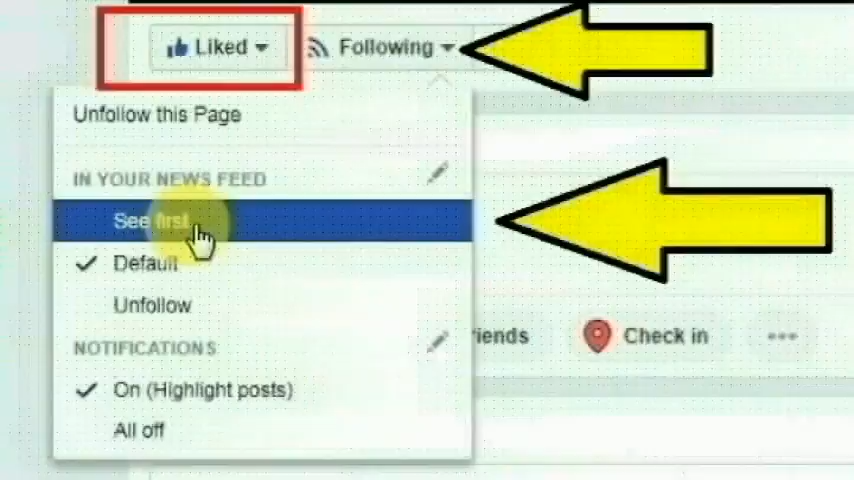 Liked Following
Unfollow this Page
IN YOUR NEWS FEED
See first
Default
Unfollow
NOTIFICATIONS
riends Check in
On (Highlight posts)
All off